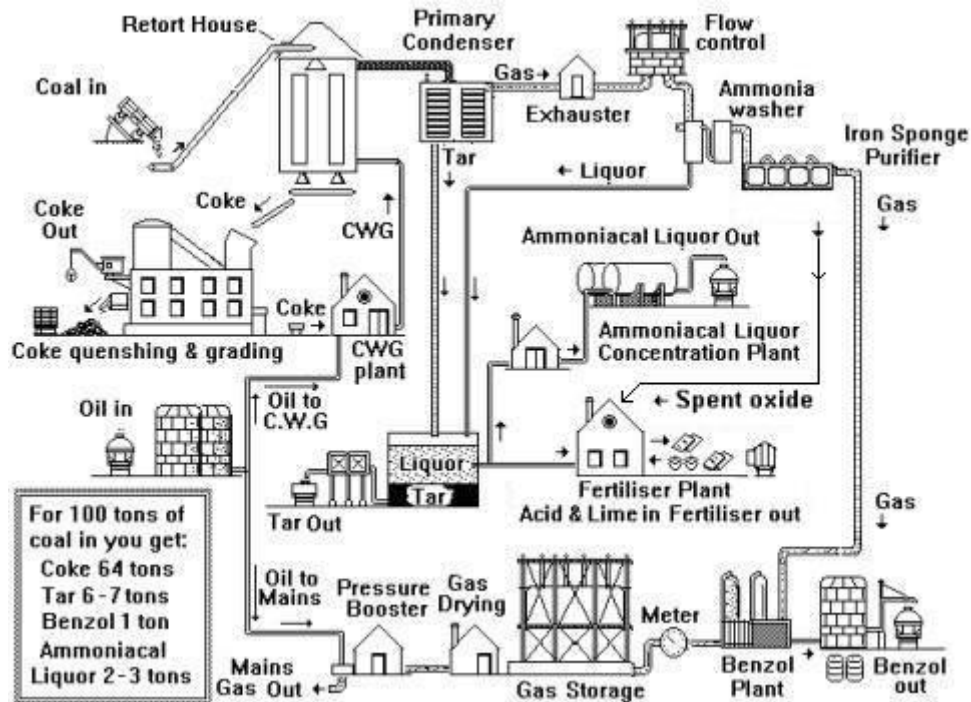 Retort House
Primary
Condenser
Flow
control
Coal in
Gas
Exhauster
Ammonia
washer
Iron Sponge
Purifier
Tar
Liquor
Gas
Coke
Out
Coke
CWG
Ammoniacal Liquor Out
Coke
Coke quenshing & grading
CWG
plant
Ammoniacal Liquor
Concentration Plant
Oil in
Oil to
C.W.G
Spent oxide
Liquor
Tar
Tar Out
Fertiliser Plant
Acid & Lime in Fertiliser out
Gas
For 100 tons of
coal in you get:
Coke 64 tons
Tar 6-7 tons
Benzol 1 ton
Ammoniacal
Liquor 2-3 tons
Oil to
Mains
Pressure
Booster
Gas
Drying
Meter
Mains
Gas Out
Gas Storage
Benzol
Plant
Benzol
out